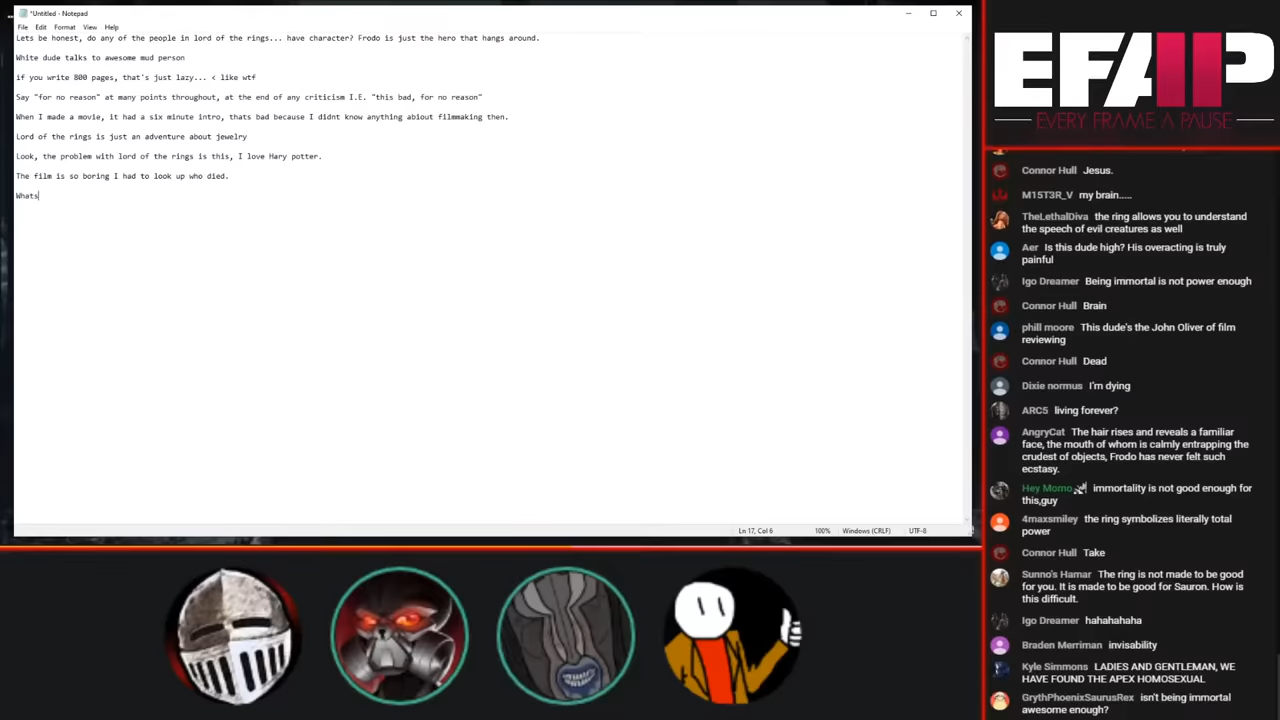 *Untitled - Notepad
File Edit Format View Help
Lets be honest, do any of the people in lord of the rings... have character? Frodo is just the hero that hangs around.
White dude talks to awesome mud person
if you write 800 pages, that's just lazy... < like wtf
Say "for no reason" at many points throughout, at the end of any criticism I.E. "this bad, for no reason"
When I made a movie, it had a six minute intro, thats bad because I didnt know anything abiout filmmaking then.
Lord of the rings is just an adventure about jewelry
Look, the problem with lord of the rings is this, I love Hary potter.
The film is so boring I had to look up who died.
Whats
Ln 17, Col 6 100% Windows (CRLF) UTF-8
EFAP
EVERY FRAME A PAUSE
Connor Hull Jesus.
M15T3R_V my brain.....
TheLethalDiva the ring allows you to understand
the speech of evil creatures as well
Aer Is this dude high? His overacting is truly
painful
Igo Dreamer Being immortal is not power enough
Connor Hull Brain
phill moore This dude's the John Oliver of film
reviewing
Connor Hull Dead
Dixie normus I'm dying
ARC5 living forever?
AngryCat The hair rises and reveals a familiar
face, the mouth of whom is calmly entrapping the
crudest of objects, Frodo has never felt such
ecstasy.
Hey Momo immortality is not good enough for
this,guy
4maxsmiley the ring symbolizes literally total
power
Connor Hull Take
Sunno's Hamar The ring is not made to be good
for you. It is made to be good for Sauron. How is
this difficult.
Igo Dreamer hahahahaha
Braden Merriman invisability
Kyle Simmons LADIES AND GENTLEMAN, WE
HAVE FOUND THE APEX HOMOSEXUAL
GrythPhoenixSaurusRex isn't being immortal
awesome enough?